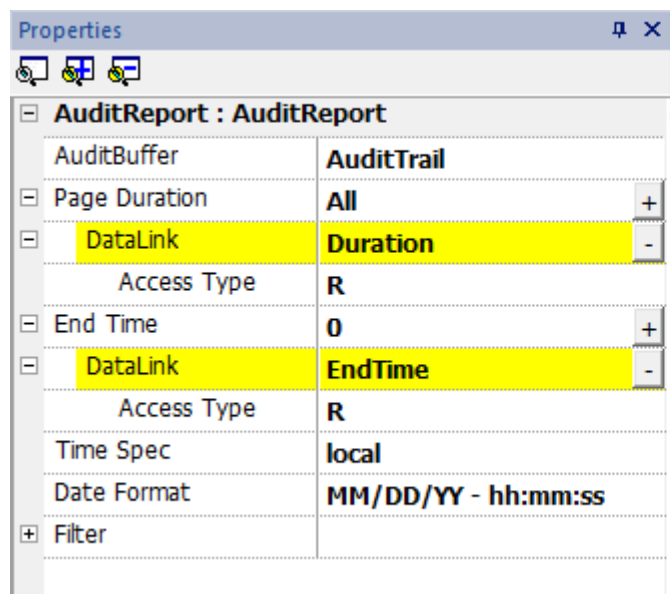 Properties
AuditReport : AuditReport
AuditBuffer AuditTrail
Page Duration All +
DataLink Duration -
Access Type R
End Time 0 +
DataLink EndTime -
Access Type R
Time Spec local
Date Format MM/DD/YY - hh:mm:ss
Filter